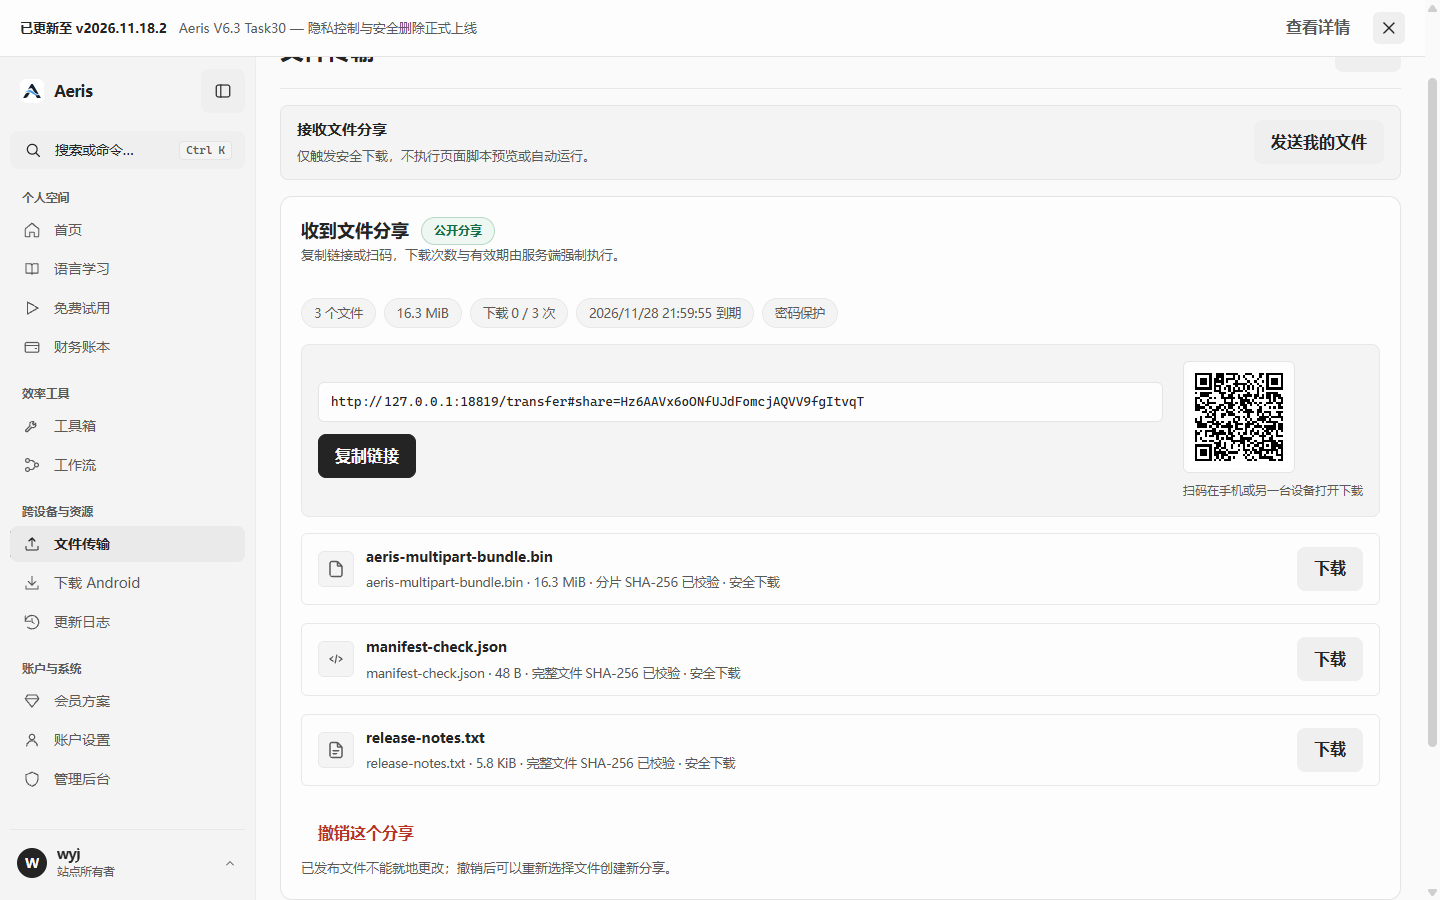 已更新至 v2026.11.18.2 Aeris V6.3 Task30 — 隐私控制与安全删除正式上线
查看详情
Aeris
搜索或命令... Ctrl K
个人空间
首页
语言学习
免费试用
财务账本
效率工具
工具箱
工作流
跨设备与资源
文件传输
下载 Android
更新日志
账户与系统
会员方案
账户设置
管理后台
W
wyj
站点所有者
文件传输
接收文件分享
仅触发安全下载，不执行页面脚本预览或自动运行。
发送我的文件
收到文件分享 公开分享
复制链接或扫码，下载次数与有效期由服务端强制执行。
3 个文件 16.3 MiB 下载 0 / 3 次 2026/11/28 21:59:55 到期 密码保护
http://127.0.0.1:18819/transfer#share=Hz6AAVx6oONfUJdFomcjAQVV9fgItvqT
复制链接
扫码在手机或另一台设备打开下载
aeris-multipart-bundle.bin
aeris-multipart-bundle.bin · 16.3 MiB · 分片 SHA-256 已校验 · 安全下载
下载
manifest-check.json
manifest-check.json · 48 B · 完整文件 SHA-256 已校验 · 安全下载
下载
release-notes.txt
release-notes.txt · 5.8 KiB · 完整文件 SHA-256 已校验 · 安全下载
下载
撤销这个分享
已发布文件不能就地更改；撤销后可以重新选择文件创建新分享。